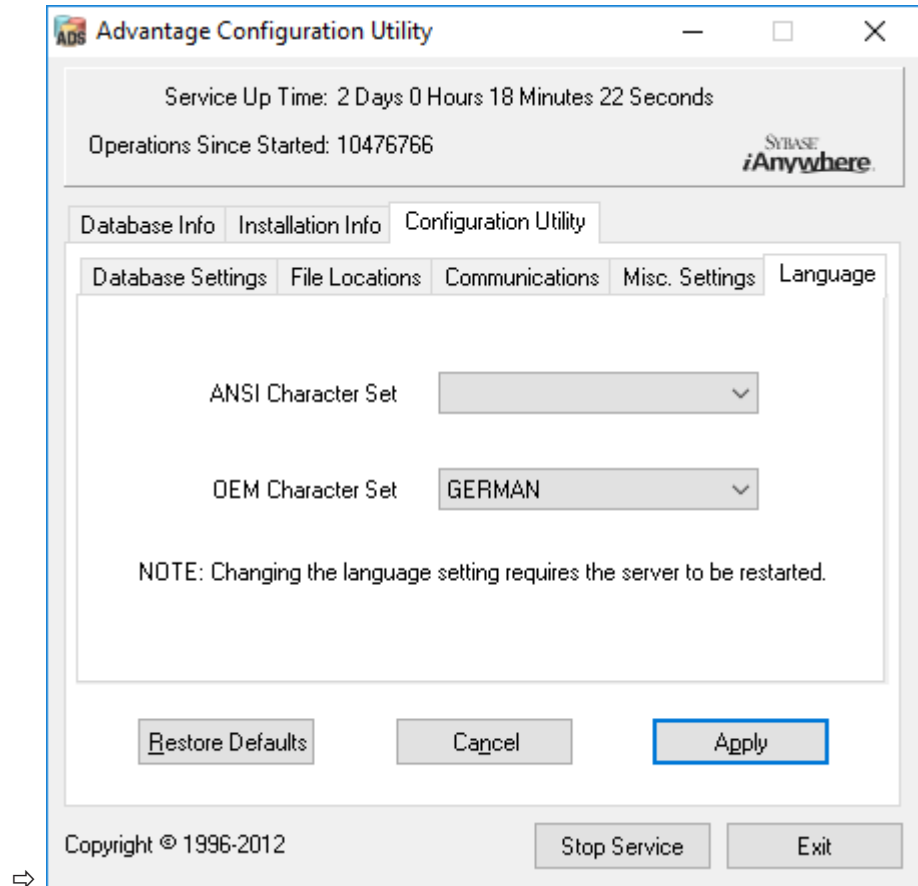 ADS Advantage Configuration Utility
Service Up Time: 2 Days 0 Hours 18 Minutes 22 Seconds
Operations Since Started: 10476766
SYBASE
iAnywhere.
Database Info Installation Info Configuration Utility
Database Settings File Locations Communications Misc. Settings Language
ANSI Character Set
OEM Character Set GERMAN
NOTE: Changing the language setting requires the server to be restarted.
Restore Defaults Cancel Apply
Copyright © 1996-2012 Stop Service Exit
⇨